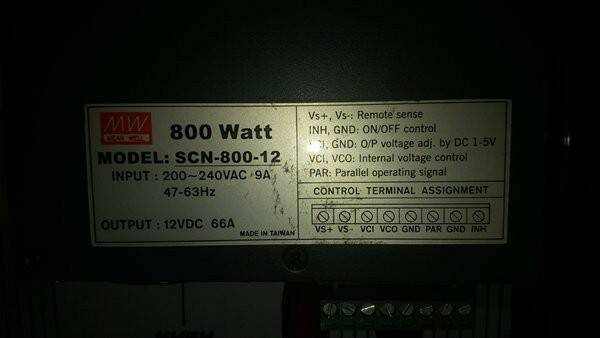 MW
MEAN WELL
800 Watt
MODEL: SCN-800-12
INPUT : 200~240VAC 9A
47-63Hz
OUTPUT : 12VDC 66A
MADE IN TAIWAN
Vs+, Vs-: Remote sense
INH, GND: ON/OFF control
VCI, GND: O/P voltage adj. by DC 1-5V
VCI, VCO: Internal voltage control
PAR: Parallel operating signal
CONTROL TERMINAL ASSIGNMENT
VS+ VS- VCI VCO GND PAR GND INH